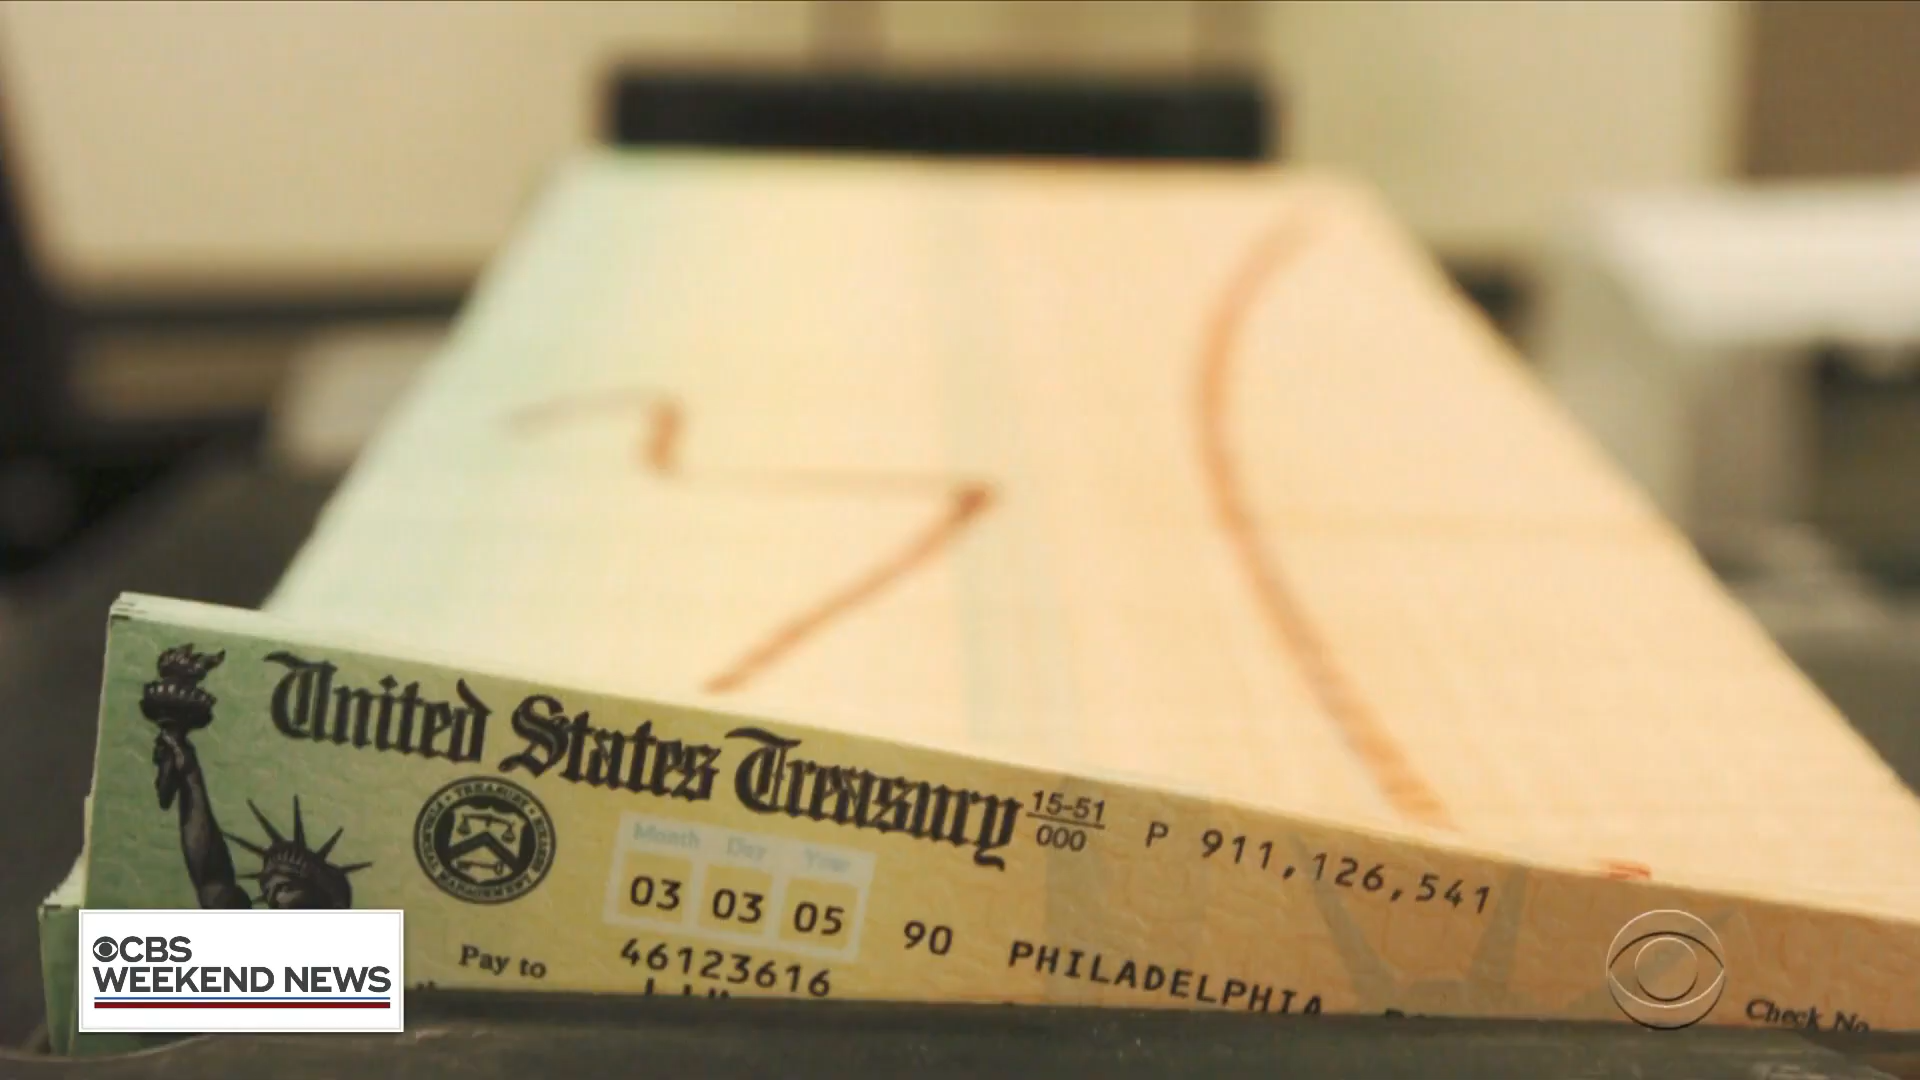 United States Treasury 15-51
000
P 911,126,541
Month Day Year
03 03 05 90 PHILADELPHIA
Pay to 46123616
Check No.
CBS
WEEKEND NEWS